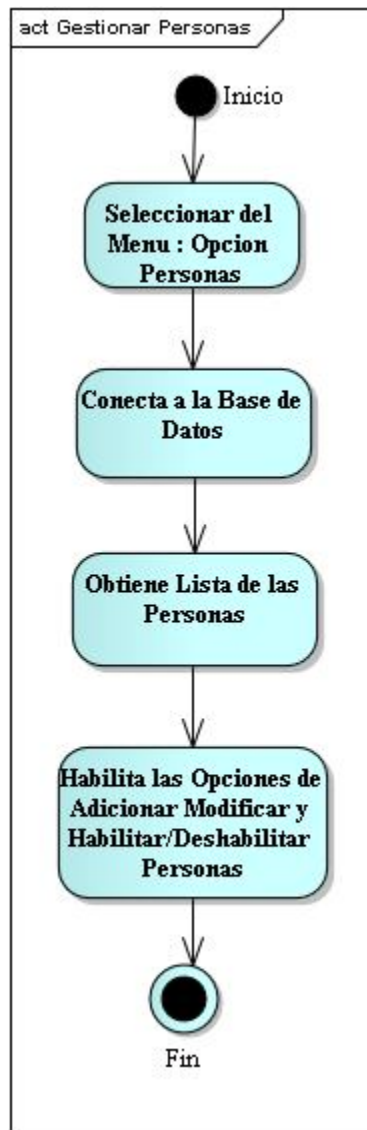 act Gestionar Personas
Inicio
Seleccionar del
Menu : Opcion
Personas
Conecta a la Base de
Datos
Obtiene Lista de las
Personas
Habilita las Opciones de
Adicionar Modificar y
Habilitar/Deshabilitar
Personas
Fin